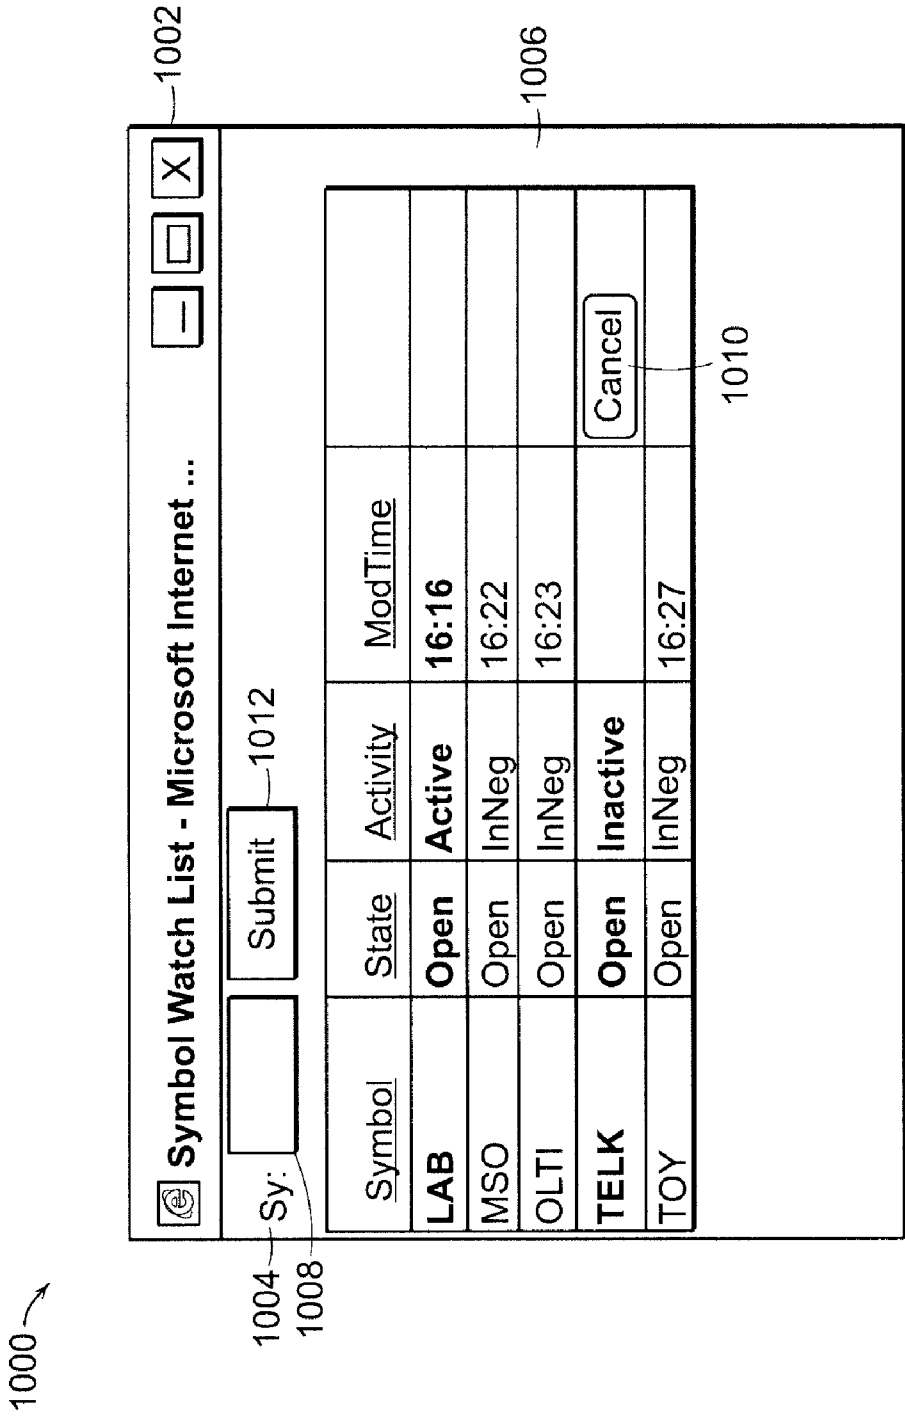 1000
1002
Symbol Watch List - Microsoft Internet ... _ X
1004 Sy: Submit 1012
1008
Symbol State Activity ModTime
LAB Open Active 16:16
MSO Open InNeg 16:22
OLTI Open InNeg 16:23
1006
TELK Open Inactive Cancel
TOY Open InNeg 16:27
1010